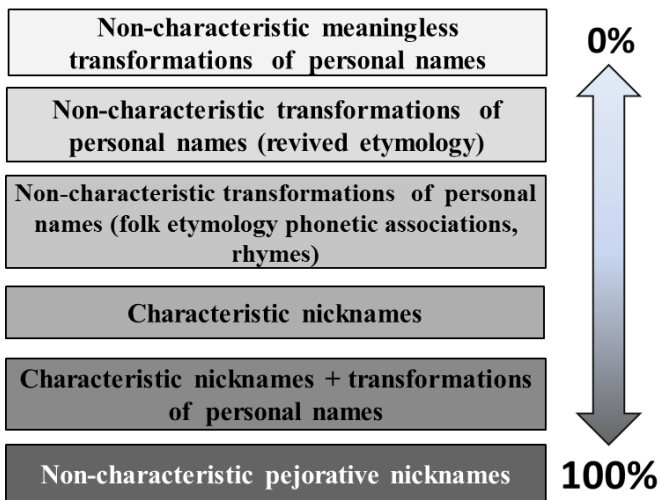 Non-characteristic meaningless
transformations of personal names
0%
Non-characteristic transformations of
personal names (revived etymology)
Non-characteristic transformations of personal
names (folk etymology phonetic associations,
rhymes)
Characteristic nicknames
Characteristic nicknames + transformations
of personal names
Non-characteristic pejorative nicknames
100%